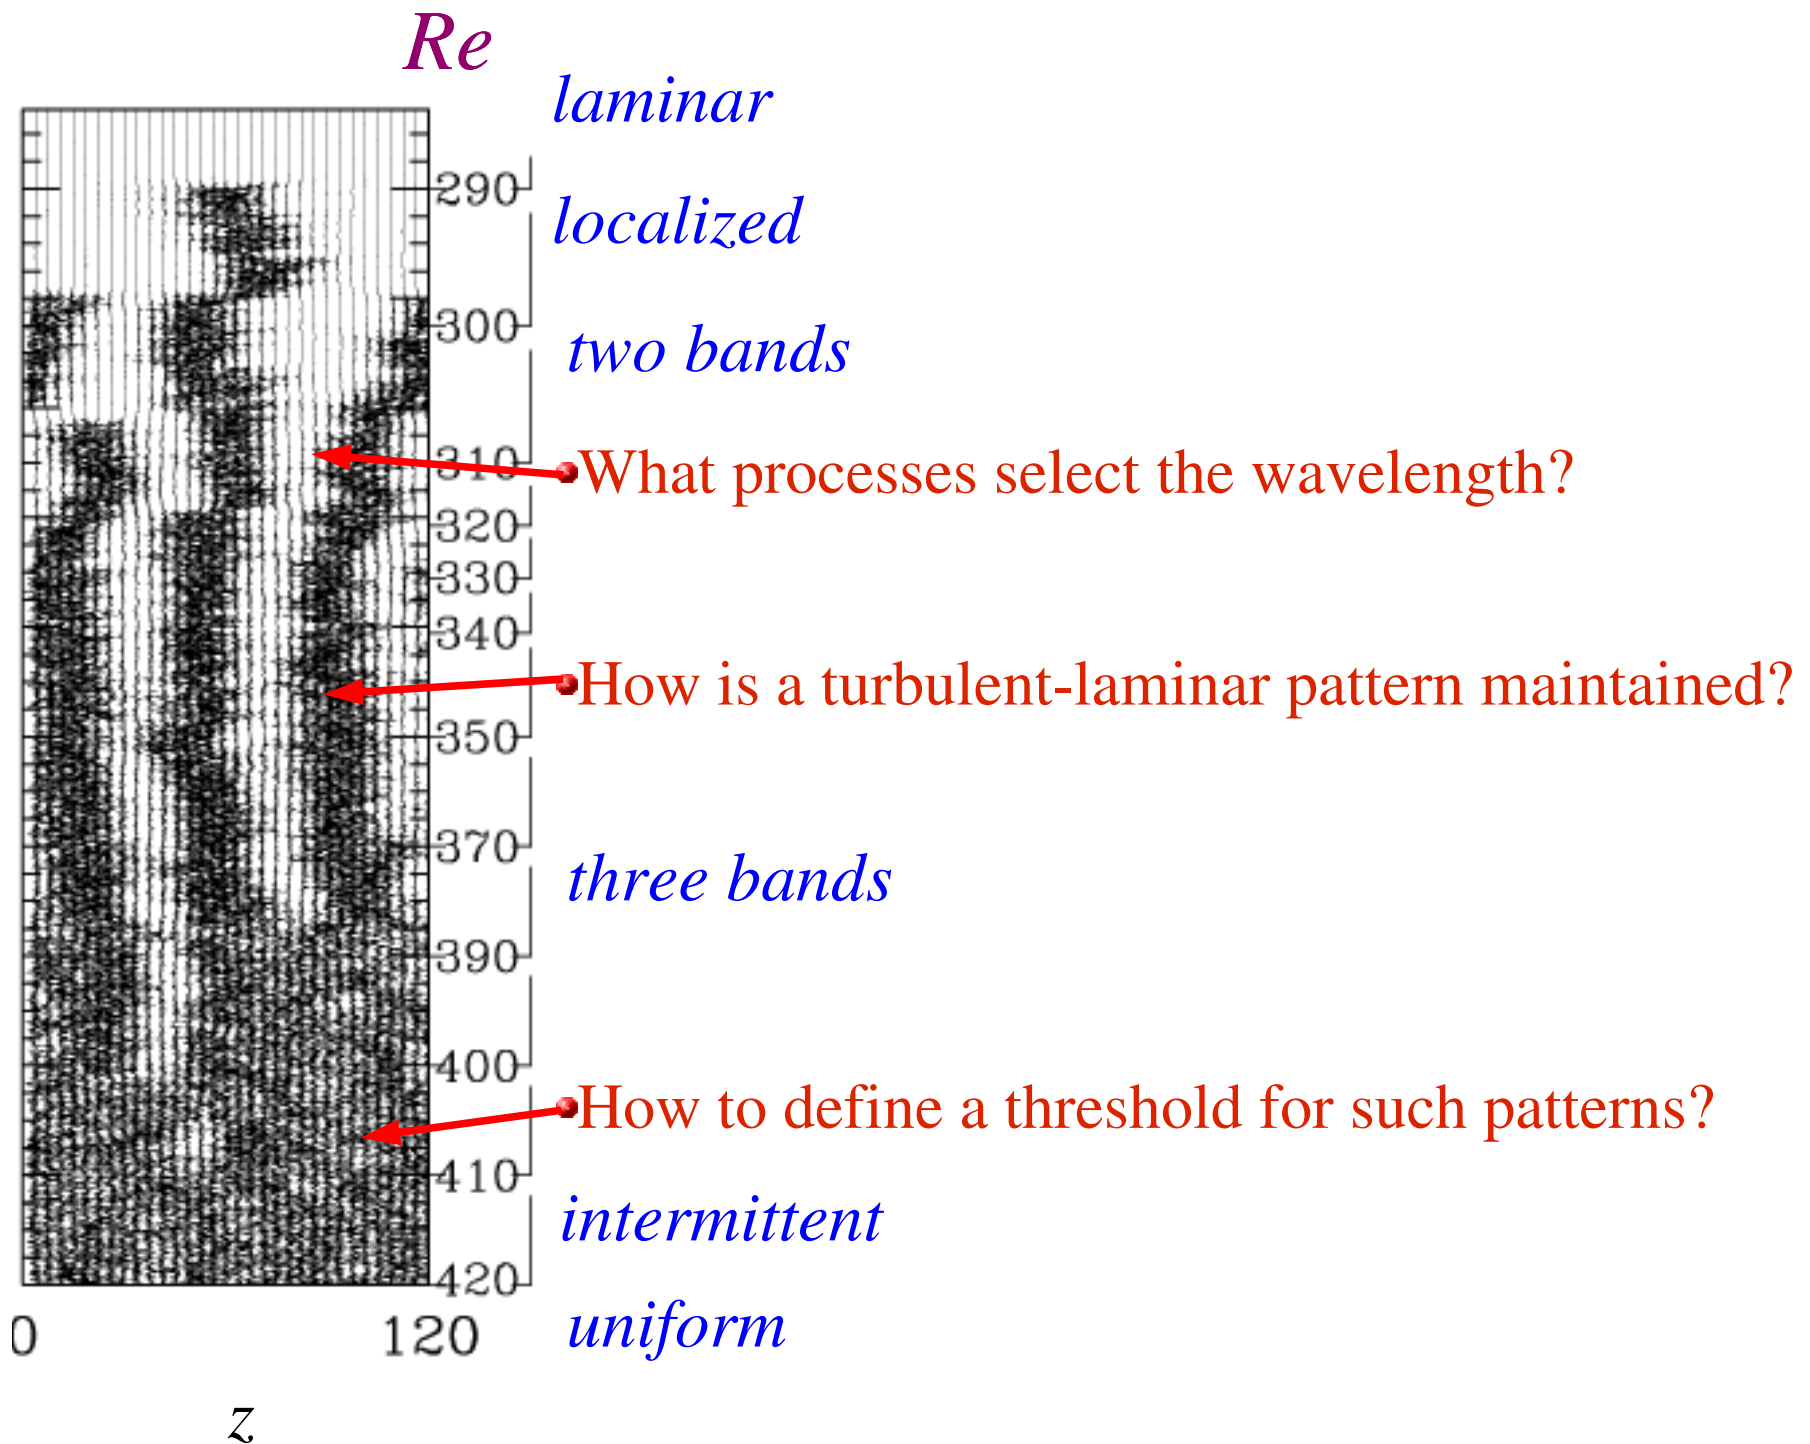 Re
laminar
290
localized
300
two bands
310
What processes select the wavelength?
320
330
340
How is a turbulent-laminar pattern maintained?
350
370
three bands
390
400
How to define a threshold for such patterns?
410
intermittent
420
uniform
0 120
z